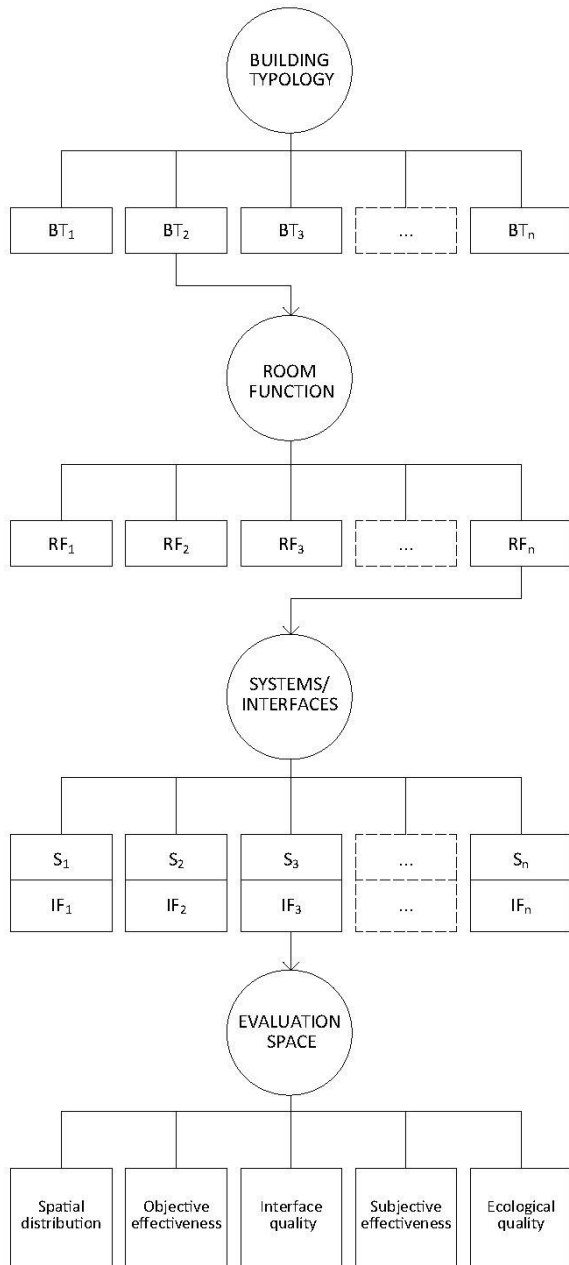 BUILDING
TYPOLOGY
BT₁ BT₂ BT₃ ... BTₙ
ROOM
FUNCTION
RF₁ RF₂ RF₃ ... RFₙ
SYSTEMS/
INTERFACES
S₁ S₂ S₃ ... Sₙ
IF₁ IF₂ IF₃ ... IFₙ
EVALUATION
SPACE
Spatial
distribution
Objective
effectiveness
Interface
quality
Subjective
effectiveness
Ecological
quality